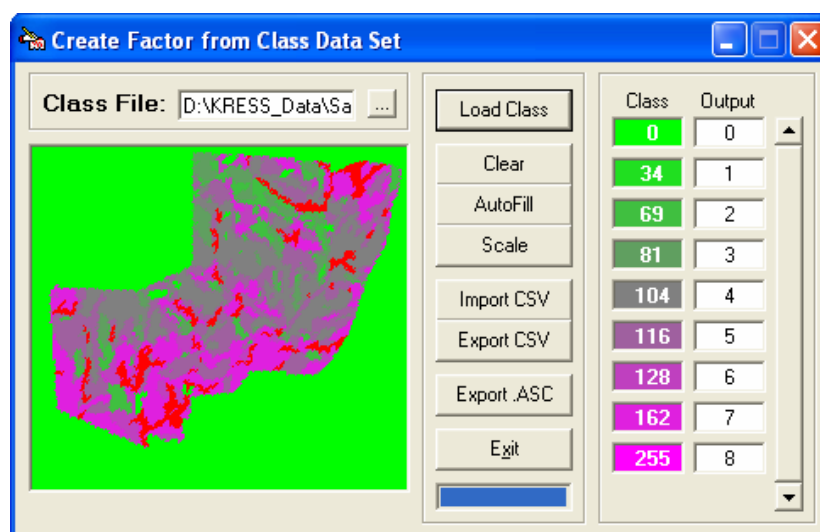 Create Factor from Class Data Set
Class File: D:\KRESS_Data\Sa ...
Load Class
Clear
AutoFill
Scale
Import CSV
Export CSV
Export .ASC
Exit
Class Output
0 0
34 1
69 2
81 3
104 4
116 5
128 6
162 7
255 8